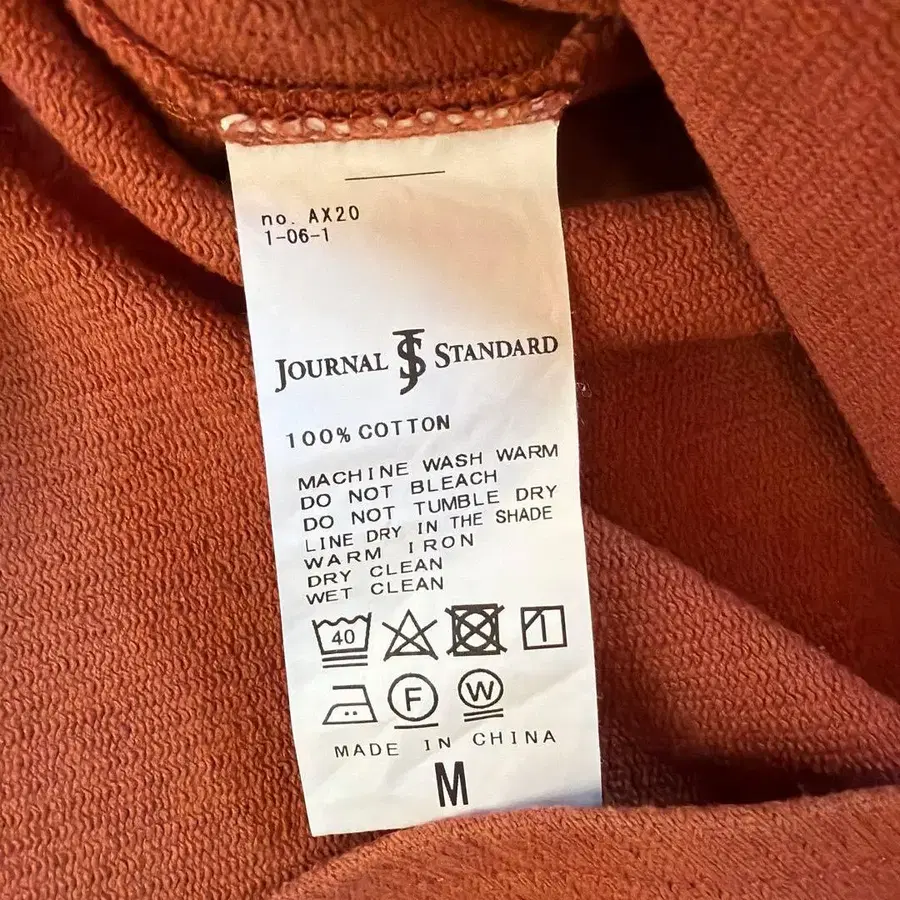 no. AX20
1-06-1
JOURNAL JS STANDARD
100% COTTON
MACHINE WASH WARM
DO NOT BLEACH
DO NOT TUMBLE DRY
LINE DRY IN THE SHADE
WARM IRON
DRY CLEAN
WET CLEAN
40
F W
MADE IN CHINA
M